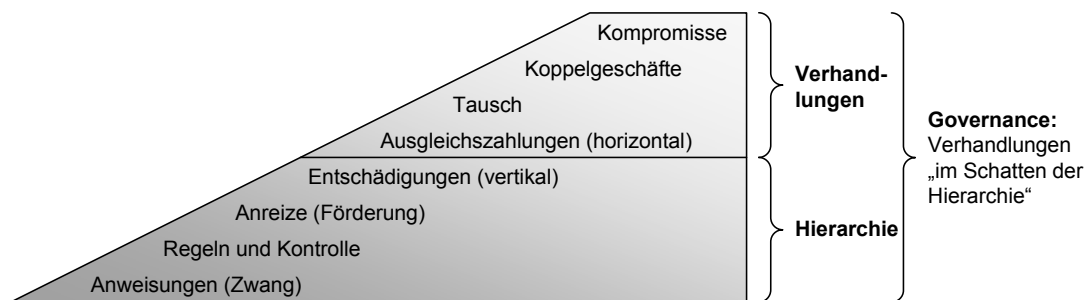 Kompromisse
Koppelgeschäfte
Tausch
Ausgleichszahlungen (horizontal)
Entschädigungen (vertikal)
Anreize (Förderung)
Regeln und Kontrolle
Anweisungen (Zwang)
Verhand-
lungen
Hierarchie
Governance:
Verhandlungen
„im Schatten der
Hierarchie“